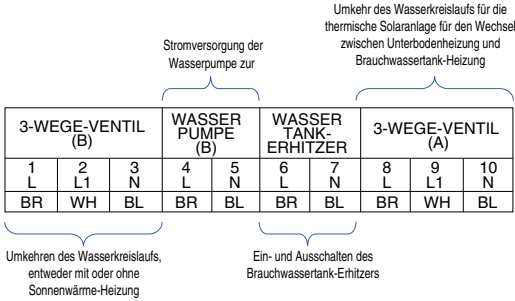 Umkehr des Wasserkreislaufs für die
thermische Solaranlage für den Wechsel
zwischen Unterbodenheizung und
Brauchwassertank-Heizung
Stromversorgung der
Wasserpumpe zur
3-WEGE-VENTIL
(B)
WASSER
PUMPE
(B)
WASSER
TANK-
ERHITZER
3-WEGE-VENTIL
(A)
1 2 3 4 5 6 7 8 9 10
L L1 N L N L N L L1 N
BR WH BL BR BL BR BL BR WH BL
Umkehren des Wasserkreislaufs,
entweder mit oder ohne
Sonnenwärme-Heizung
Ein- und Ausschalten des
Brauchwassertank-Erhitzers